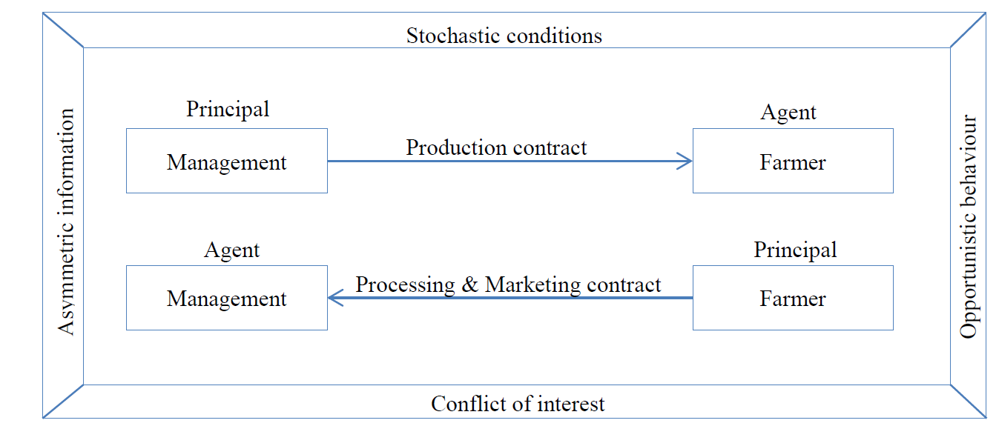 Stochastic conditions
Asymmetric information
Principal
Management
Production contract
Agent
Farmer
Agent
Management
Processing & Marketing contract
Principal
Farmer
Opportunistic behaviour
Conflict of interest